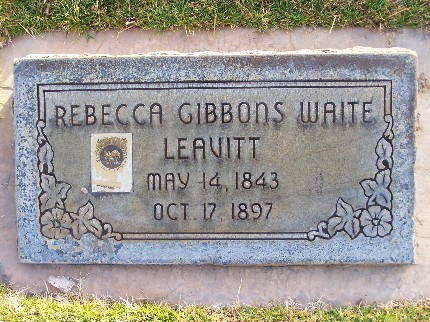 REBECCA GIBBONS WAITE
LEAVITT
MAY 14, 1843
OCT. 17 1897